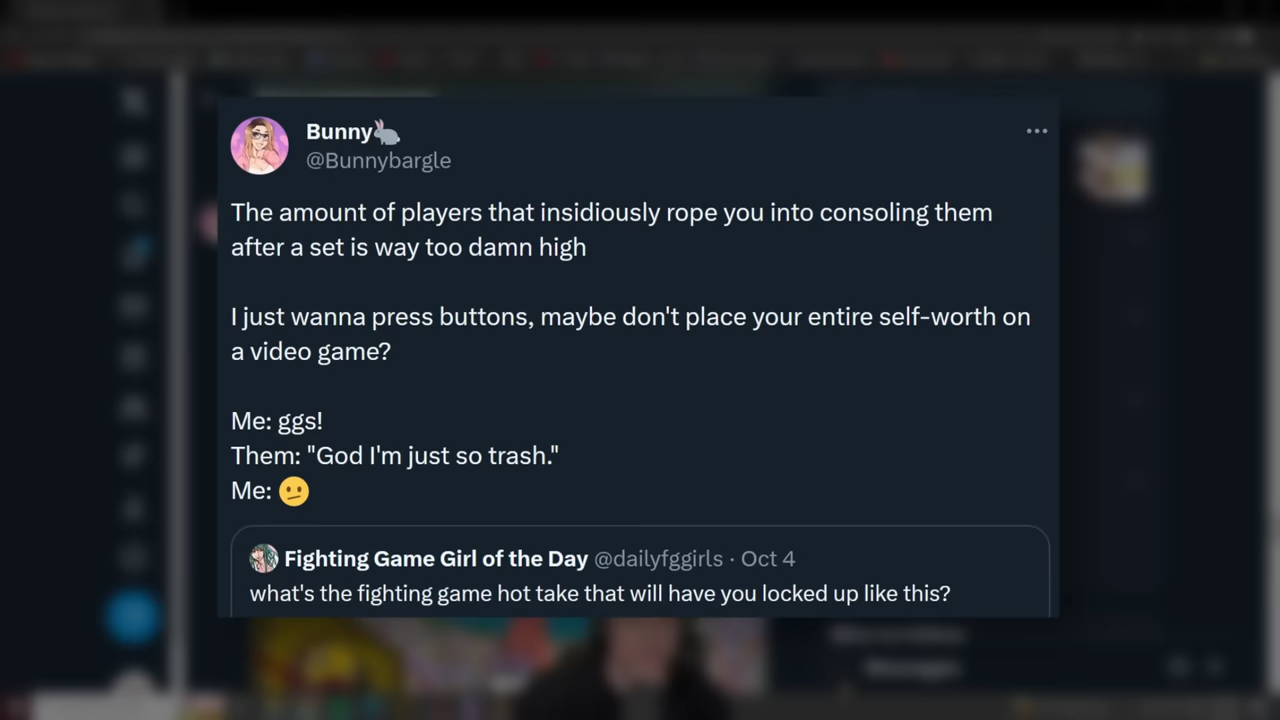 Bunny🐇
@Bunnybargle
The amount of players that insidiously rope you into consoling them
after a set is way too damn high
I just wanna press buttons, maybe don't place your entire self-worth on
a video game?
Me: ggs!
Them: "God I'm just so trash."
Me: 🫤
Fighting Game Girl of the Day @dailyfggirls · Oct 4
what's the fighting game hot take that will have you locked up like this?